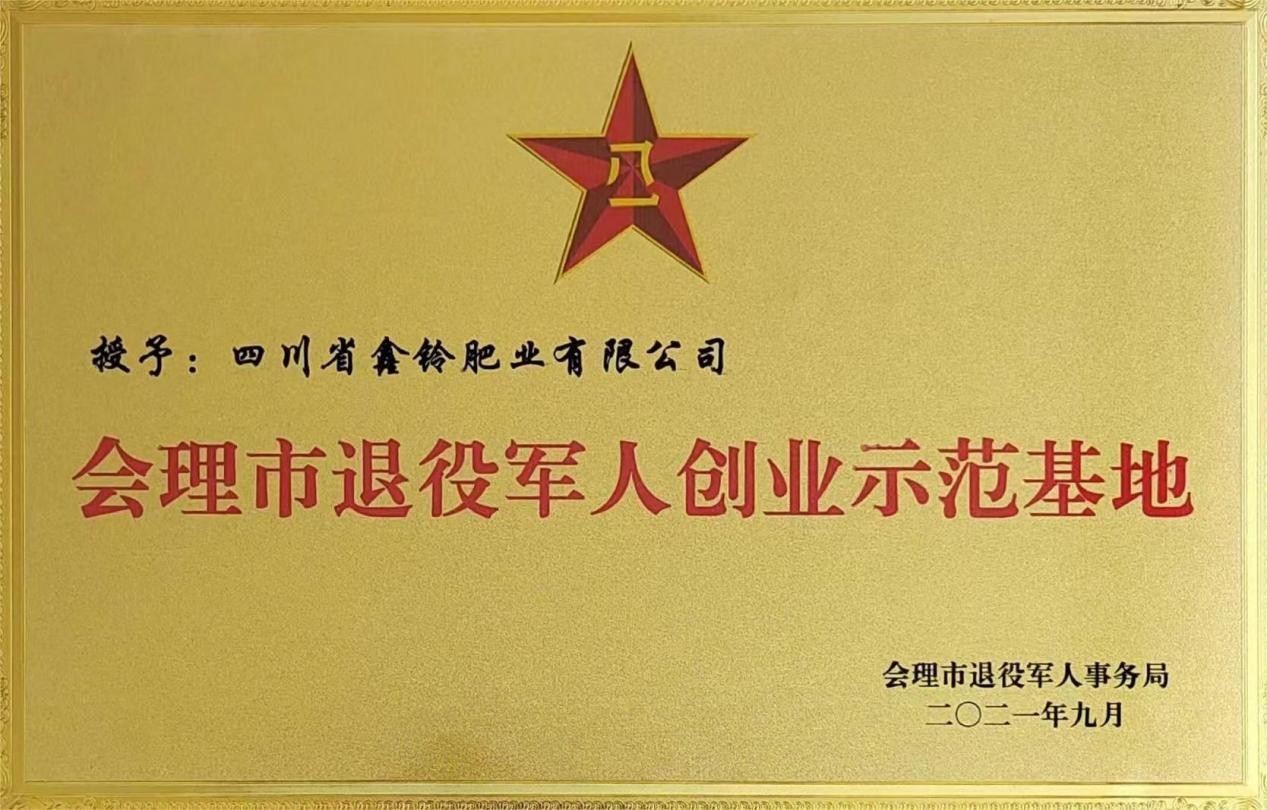 八一
授予：四川省鑫铃肥业有限公司
会理市退役军人创业示范基地
会理市退役军人事务局
二〇二一年九月